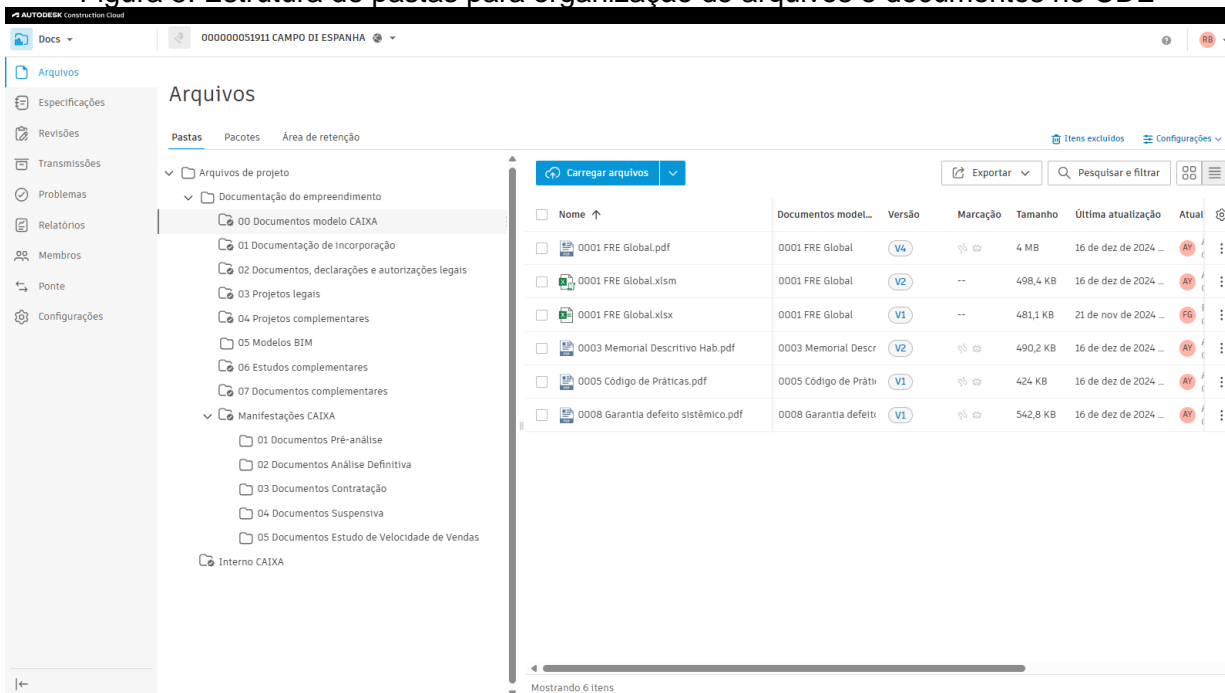 Figura 3: Estrutura de pastas para organização de arquivos e documentos no CDE
AUTODESK Construction Cloud
Docs
000000051911 CAMPO DI ESPANHA
RB
Arquivos
Especificações
Revisões
Transmissões
Problemas
Relatórios
Membros
Ponte
Configurações
Arquivos
Pastas Pacotes Área de retenção
Itens excluídos Configurações
Arquivos de projeto
Documentação do empreendimento
00 Documentos modelo CAIXA
01 Documentação de incorporação
02 Documentos, declarações e autorizações legais
03 Projetos legais
04 Projetos complementares
05 Modelos BIM
06 Estudos complementares
07 Documentos complementares
Manifestações CAIXA
01 Documentos Pré-análise
02 Documentos Análise Definitiva
03 Documentos Contratação
04 Documentos Suspensiva
05 Documentos Estudo de Velocidade de Vendas
Interno CAIXA
Carregar arquivos Exportar Pesquisar e filtrar
Nome Documentos model... Versão Marcação Tamanho Última atualização Atual
0001 FRE Global.pdf 0001 FRE Global V4 4 MB 16 de dez de 2024 ... AY
0001 FRE Global.xlsm 0001 FRE Global V2 -- 498,4 KB 16 de dez de 2024 ... AY
0001 FRE Global.xlsx 0001 FRE Global V1 -- 481,1 KB 21 de nov de 2024 ... FG
0003 Memorial Descritivo Hab.pdf 0003 Memorial Descr V2 490,2 KB 16 de dez de 2024 ... AY
0005 Código de Práticas.pdf 0005 Código de Práti V1 424 KB 16 de dez de 2024 ... AY
0008 Garantia defeito sistêmico.pdf 0008 Garantia defeito V1 542,8 KB 16 de dez de 2024 ... AY
Mostrando 6 itens